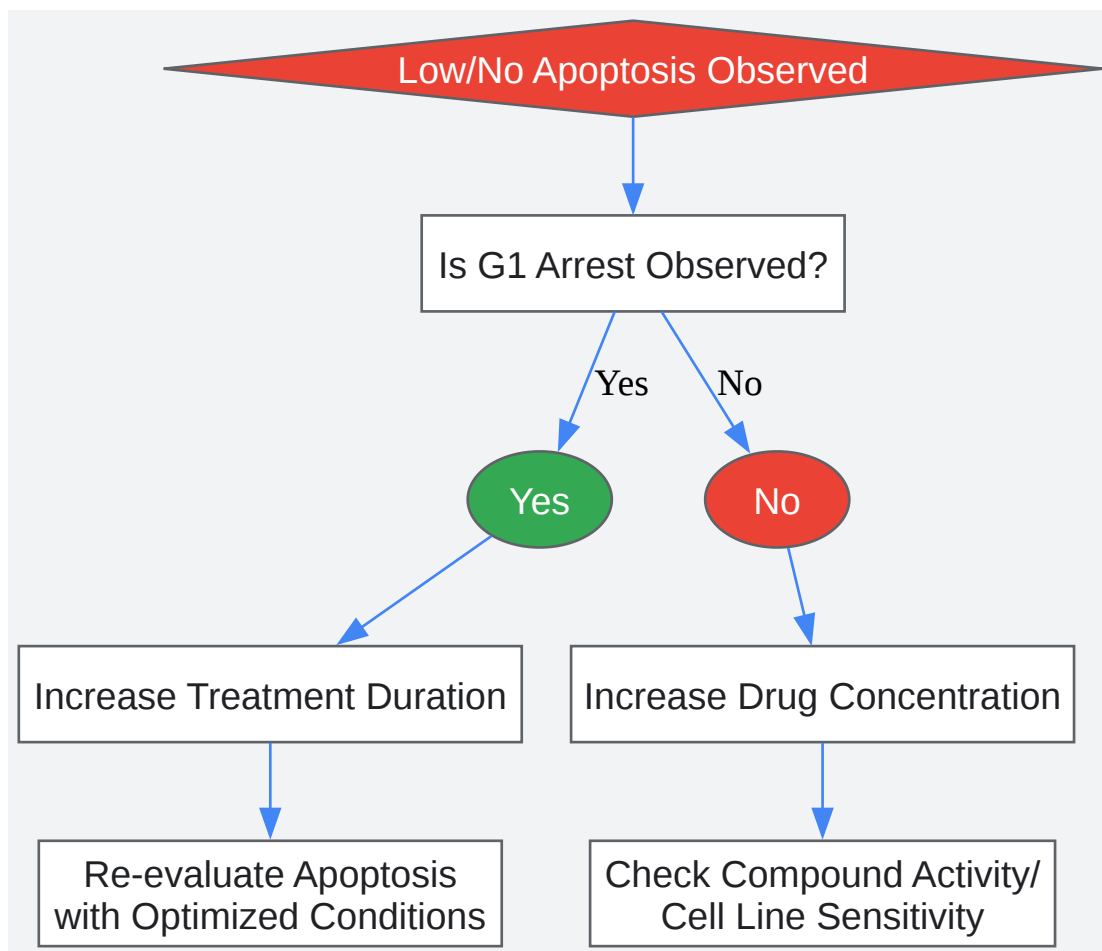 Low/No Apoptosis Observed
Is G1 Arrest Observed?
Yes
No
Yes
No
Increase Treatment Duration
Increase Drug Concentration
Re-evaluate Apoptosis
with Optimized Conditions
Check Compound Activity/
Cell Line Sensitivity